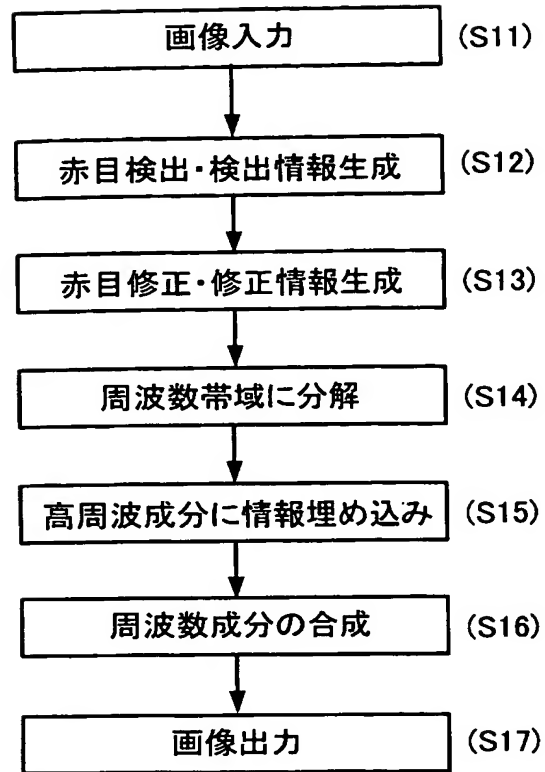 画像入力 (S11)
赤目検出・検出情報生成 (S12)
赤目修正・修正情報生成 (S13)
周波数帯域に分解 (S14)
高周波成分に情報埋め込み (S15)
周波数成分の合成 (S16)
画像出力 (S17)